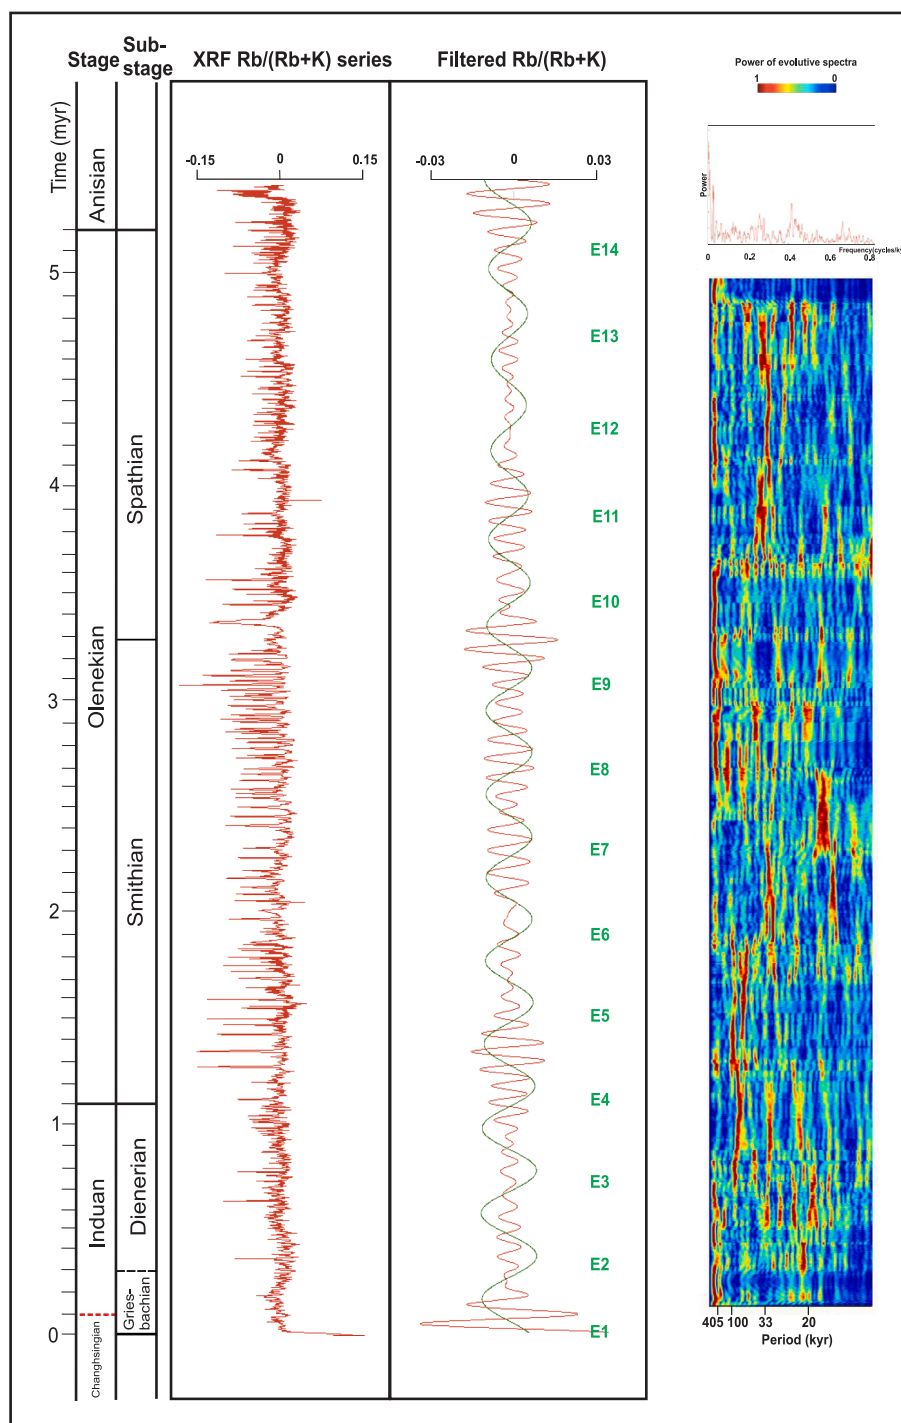 Stage
Sub-
stage
XRF Rb/(Rb+K) series
Filtered Rb/(Rb+K)
Power of evolutive spectra
1
0
Time (myr)
Anisian
Olenekian
Induan
Changhsingian
Spathian
Smithian
Dienerian
Gries-
bachian
5
4
3
2
1
0
-0.15
0
0.15
-0.03
0
0.03
E14
E13
E12
E11
E10
E9
E8
E7
E6
E5
E4
E3
E2
E1
Power
Frequency(cycles/ky
0
0.2
0.4
0.6
0.8
405
100
33
20
Period (kyr)